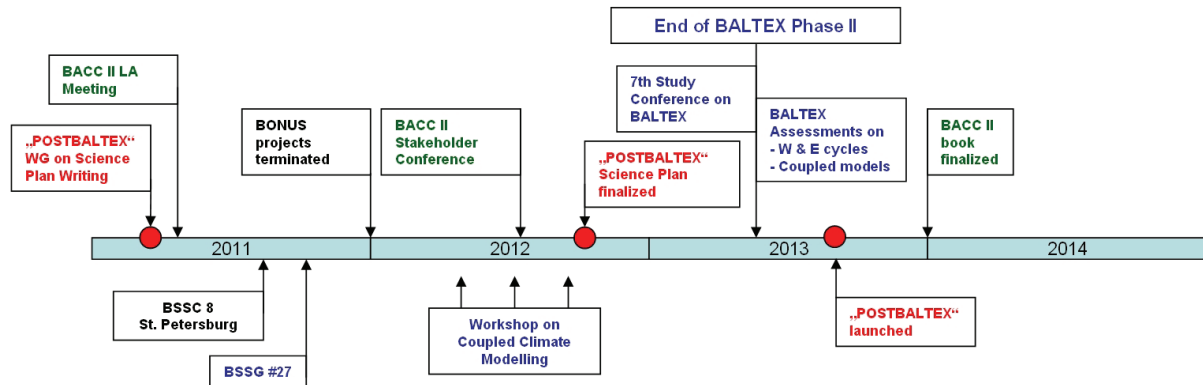 End of BALTEX Phase II
BACC II LA
Meeting
„POSTBALTEX“
WG on Science
Plan Writing
BONUS
projects
terminated
BACC II
Stakeholder
Conference
„POSTBALTEX“
Science Plan
finalized
7th Study
Conference on
BALTEX
BALTEX
Assessments on
- W & E cycles
- Coupled models
BACC II
book
finalized
2011
2012
2013
2014
BSSC 8
St. Petersburg
BSSG #27
Workshop on
Coupled Climate
Modelling
„POSTBALTEX“
launched